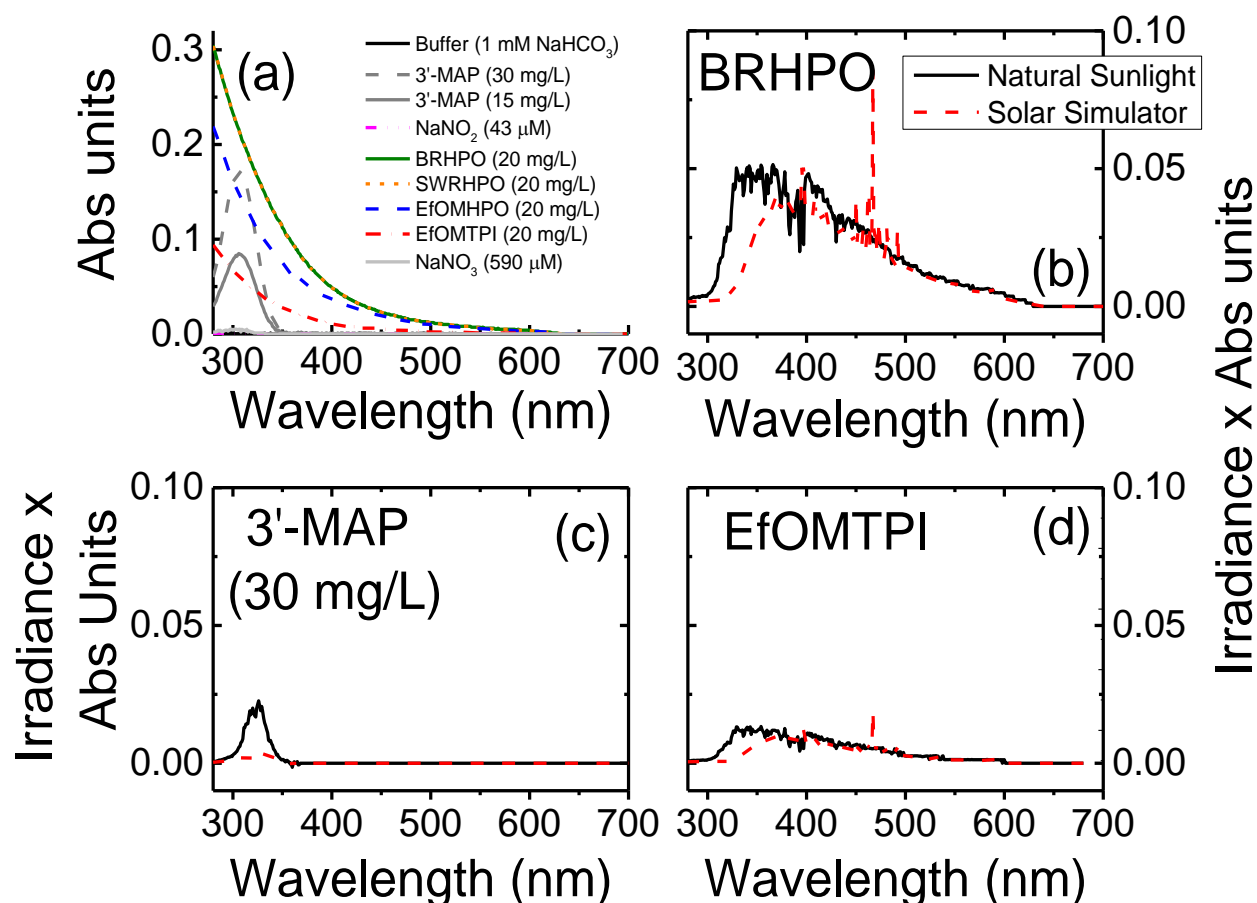 (a)
0.3
0.2
0.1
0.0
Abs units
Buffer (1 mM NaHCO3)
3'-MAP (30 mg/L)
3'-MAP (15 mg/L)
NaNO2 (43 μM)
BRHPO (20 mg/L)
SWRHPO (20 mg/L)
EfOMHPO (20 mg/L)
EfOMTPI (20 mg/L)
NaNO3 (590 μM)
300 400 500 600 700
Wavelength (nm)
BRHPO
Natural Sunlight
Solar Simulator
(b)
0.10
0.05
0.00
300 400 500 600 700
Wavelength (nm)
Irradiance x Abs units
3'-MAP
(30 mg/L)
(c)
0.10
0.05
0.00
Irradiance x
Abs Units
300 400 500 600 700
Wavelength (nm)
EfOMTPI
(d)
0.10
0.05
0.00
300 400 500 600 700
Wavelength (nm)